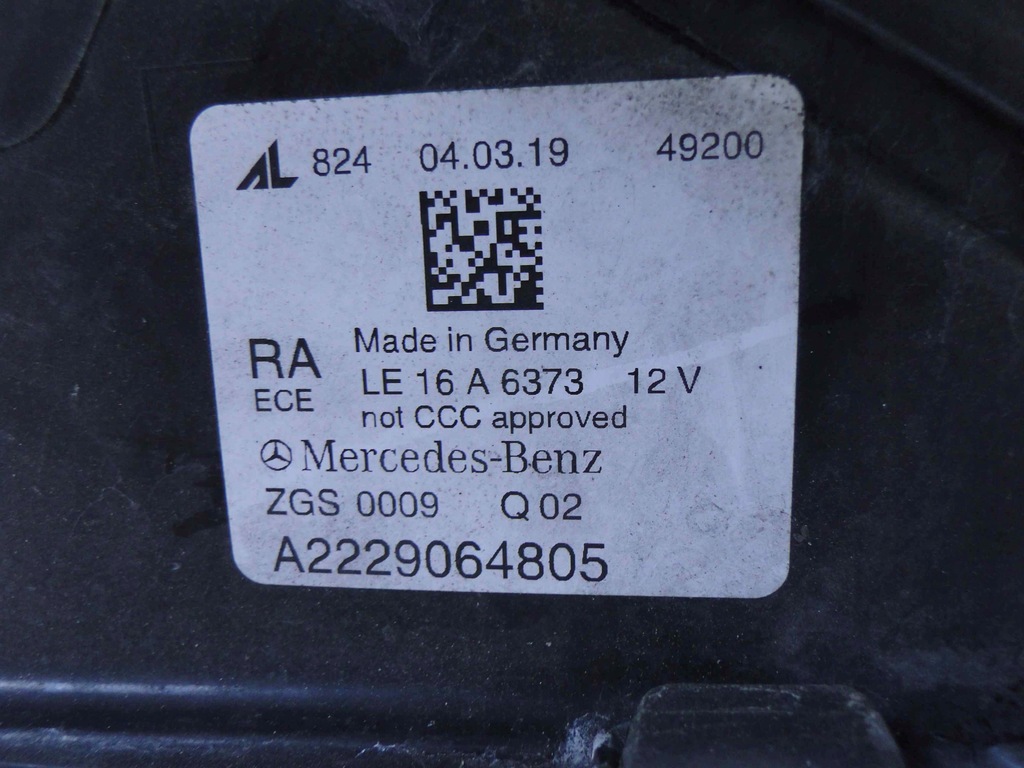 AL 824 04.03.19 49200
Made in Germany
RA LE 16 A 6373 12 V
ECE not CCC approved
Mercedes-Benz
ZGS 0009 Q 02
A2229064805